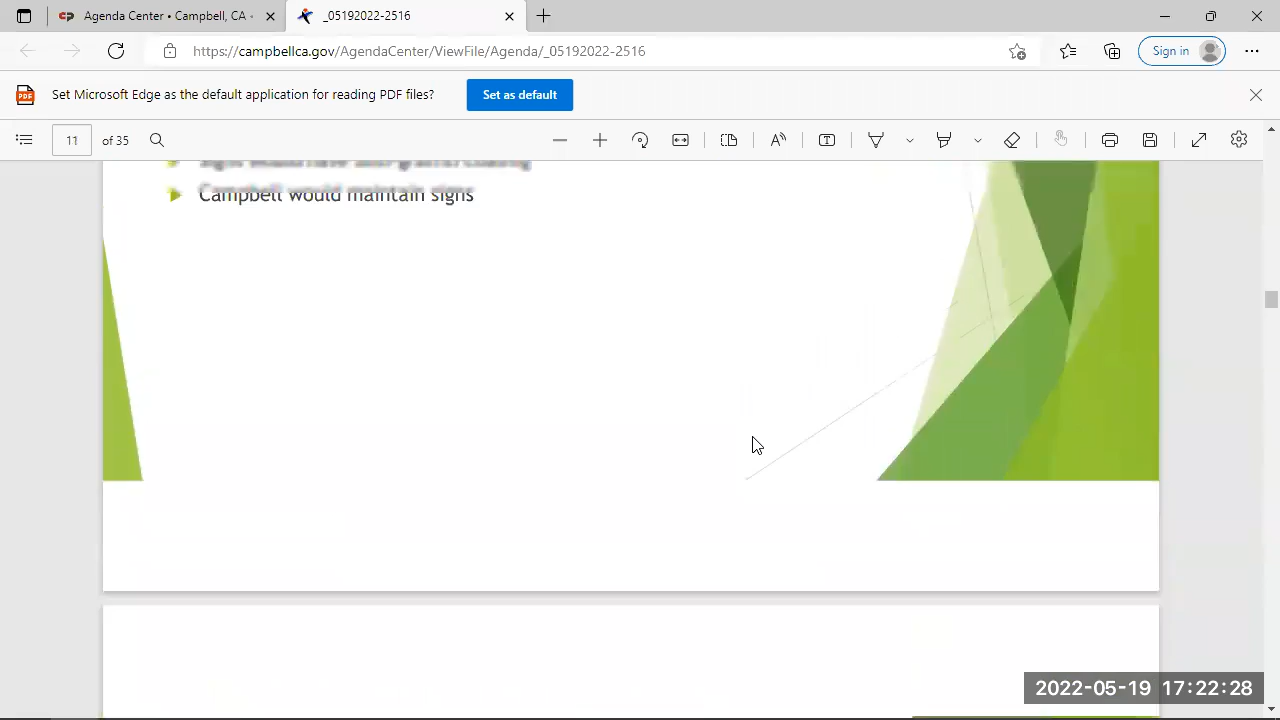 Agenda Center • Campbell, CA •
_05192022-2516
https://campbellca.gov/AgendaCenter/ViewFile/Agenda/_05192022-2516
Sign in
PDF
Set Microsoft Edge as the default application for reading PDF files?
Set as default
11 of 35
Campbell would maintain signs
2022-05-19 17:22:28